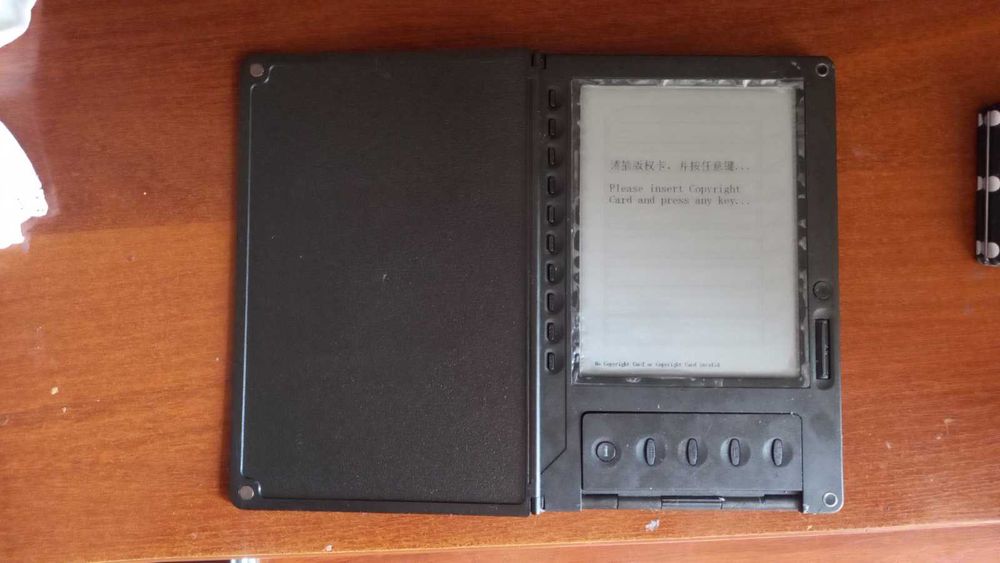 请插版权卡，并按任意键...
Please insert Copyright
Card and press any key...
No Copyright Card or Copyright Card invalid